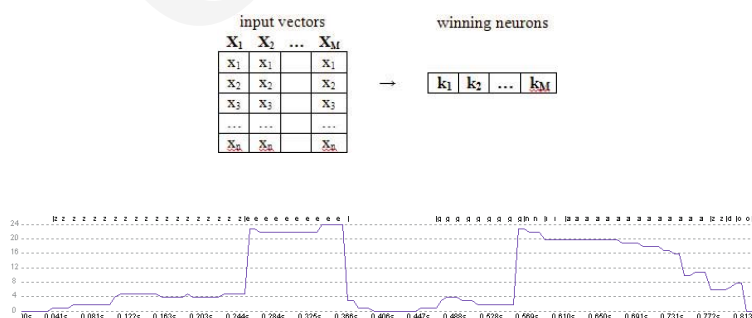 input vectors
winning neurons
X1 X2 ... XM
x1 x1 x1
x2 x2 x2
x3 x3 x3
... ... ...
xn xn xn
→
k1 k2 ... kM
24
20
16
12
8
4
0
0.041s 0.081s 0.122s 0.163s 0.203s 0.244s 0.284s 0.325s 0.366s 0.406s 0.447s 0.488s 0.528s 0.569s 0.610s 0.650s 0.691s 0.731s 0.772s